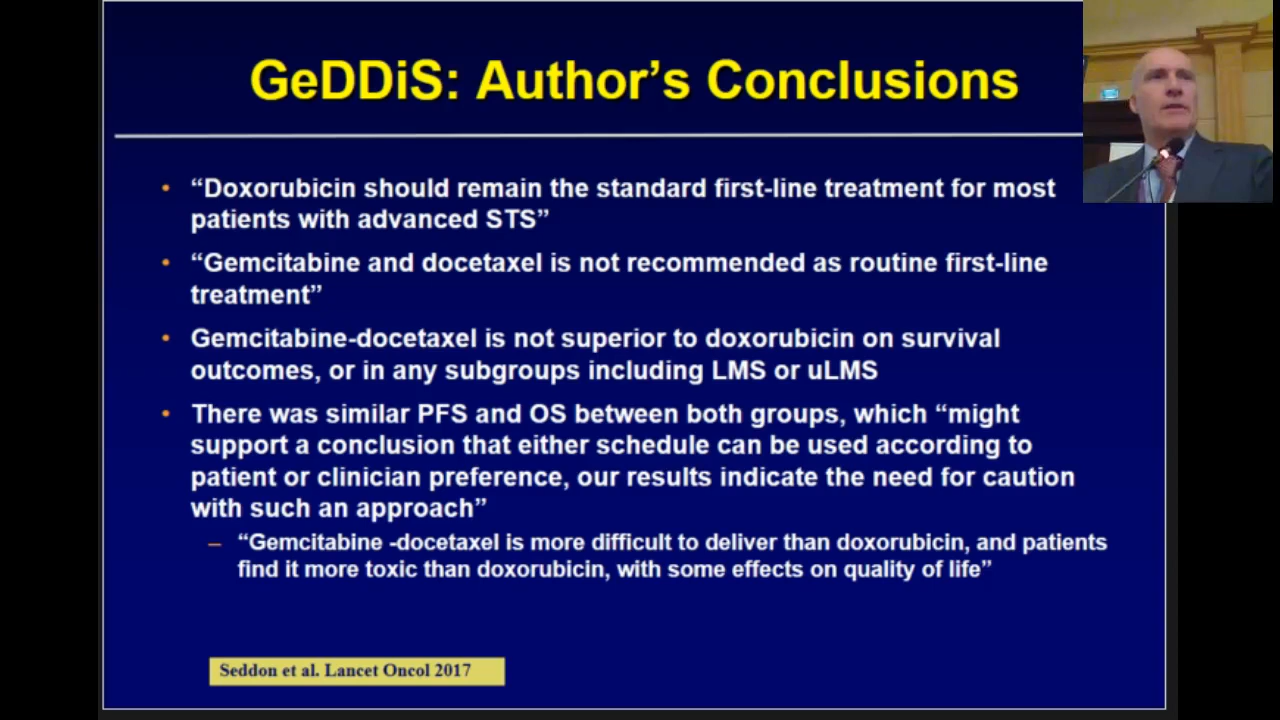 GeDDiS: Author’s Conclusions
• “Doxorubicin should remain the standard first-line treatment for most
patients with advanced STS”
• “Gemcitabine and docetaxel is not recommended as routine first-line
treatment”
• Gemcitabine-docetaxel is not superior to doxorubicin on survival
outcomes, or in any subgroups including LMS or uLMS
• There was similar PFS and OS between both groups, which “might
support a conclusion that either schedule can be used according to
patient or clinician preference, our results indicate the need for caution
with such an approach”
– “Gemcitabine -docetaxel is more difficult to deliver than doxorubicin, and patients
find it more toxic than doxorubicin, with some effects on quality of life”
Seddon et al. Lancet Oncol 2017